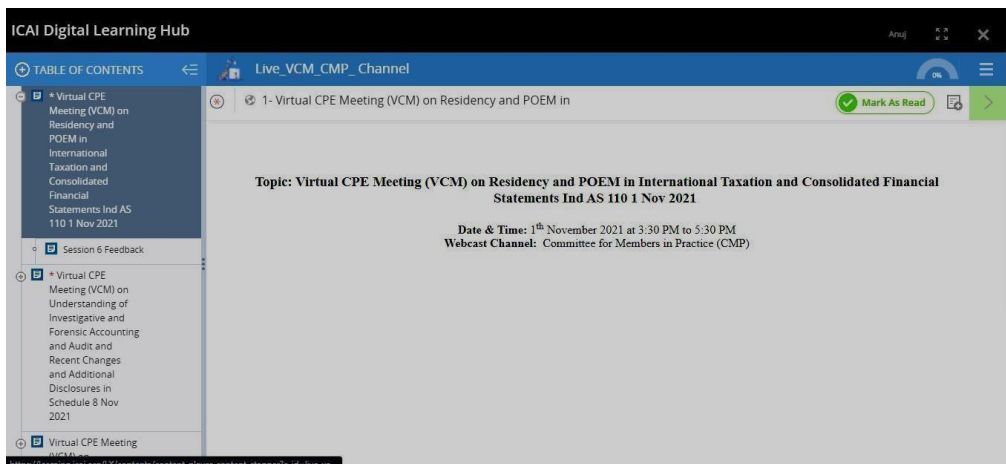 ICAI Digital Learning Hub
Anuj
TABLE OF CONTENTS
Live_VCM_CMP_ Channel
0%
* Virtual CPE
Meeting (VCM) on
Residency and
POEM in
International
Taxation and
Consolidated
Financial
Statements Ind AS
110 1 Nov 2021
Session 6 Feedback
* Virtual CPE
Meeting (VCM) on
Understanding of
Investigative and
Forensic Accounting
and Audit and
Recent Changes
and Additional
Disclosures in
Schedule 8 Nov
2021
Virtual CPE Meeting
(VCM) on
1- Virtual CPE Meeting (VCM) on Residency and POEM in
Mark As Read
Topic: Virtual CPE Meeting (VCM) on Residency and POEM in International Taxation and Consolidated Financial
Statements Ind AS 110 1 Nov 2021
Date & Time: 1th November 2021 at 3:30 PM to 5:30 PM
Webcast Channel: Committee for Members in Practice (CMP)